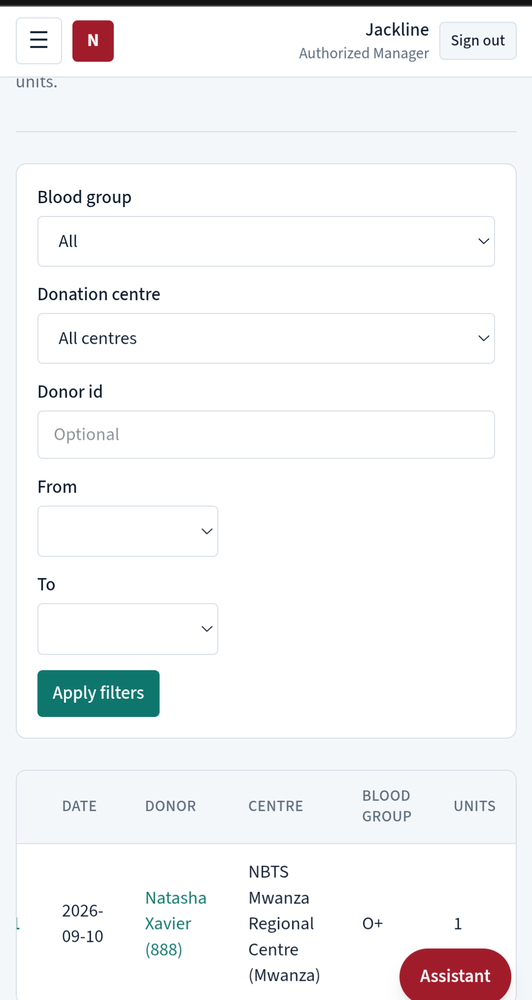 ☰
N
Jackline
Authorized Manager
Sign out
units.
Blood group
All
Donation centre
All centres
Donor id
Optional
From
To
Apply filters
DATE
DONOR
CENTRE
BLOOD
GROUP
UNITS
1
2026-
09-10
Natasha
Xavier
(888)
NBTS
Mwanza
Regional
Centre
(Mwanza)
O+
1
Assistant